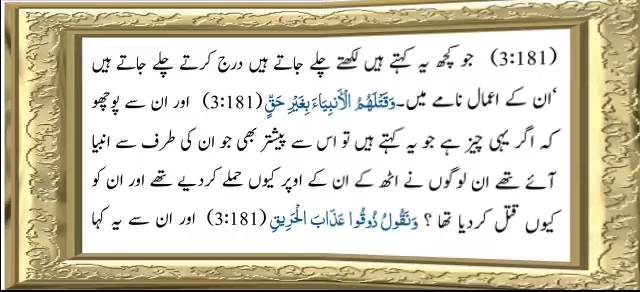 (3:181) جو کچھ یہ کہتے ہیں لکھتے چلے جاتے ہیں درج کرتے چلے جاتے ہیں
‘ان کے اعمال نامے میں۔ وَقَتْلَهُمُ الْأَنبِيَاءَ بِغَيْرِ حَقٍّ (3:181) اور ان سے پوچھو
کہ اگر یہی چیز ہے جو یہ کہتے ہیں تو اس سے پیشتر بھی جو ان کی طرف سے انبیا
آئے تھے ان لوگوں نے اٹھ کے ان کے اوپر کیوں حملے کردیے تھے اور ان کو
کیوں قتل کردیا تھا ؟ وَنَقُولُ ذُوقُوا عَذَابَ الْحَرِيقِ (3:181) اور ان سے یہ کہا